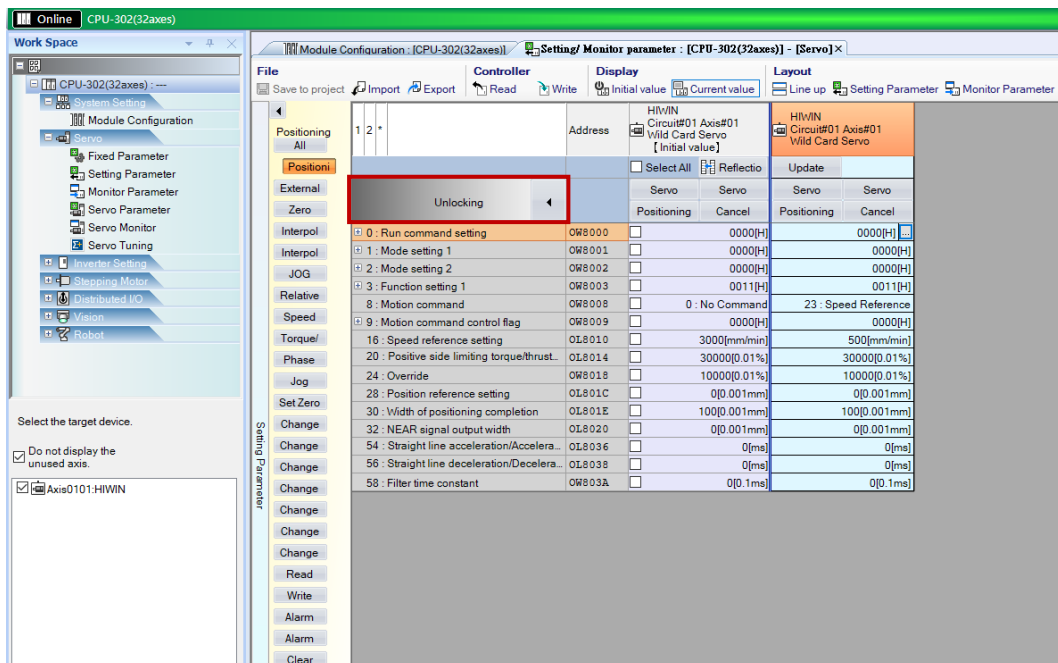 Online CPU-302(32axes)
Work Space
CPU-302(32axes) : ---
System Setting
Module Configuration
Servo
Fixed Parameter
Setting Parameter
Monitor Parameter
Servo Parameter
Servo Monitor
Servo Tuning
Inverter Setting
Stepping Motor
Distributed I/O
Vision
Robot
Select the target device.
Do not display the
unused axis.
Axis0101:HIWIN
Module Configuration : [CPU-302(32axes)] Setting/ Monitor parameter : [CPU-302(32axes)] - [Servo]
File Controller Display Layout
Save to project Import Export Read Write Initial value Current value Line up Setting Parameter Monitor Parameter
Setting Parameter
Positioning
All
Positioni
External
Zero
Interpol
Interpol
JOG
Relative
Speed
Torque/
Phase
Jog
Set Zero
Change
Change
Change
Change
Change
Change
Change
Read
Write
Alarm
Alarm
Clear
1 2 * Address
HIWIN
Circuit#01 Axis#01
Wild Card Servo
【Initial value】
HIWIN
Circuit#01 Axis#01
Wild Card Servo
Select All Reflectio Update
Unlocking
Servo Servo Servo Servo
Positioning Cancel Positioning Cancel
0 : Run command setting OW8000 0000[H] 0000[H] ...
1 : Mode setting 1 OW8001 0000[H] 0000[H]
2 : Mode setting 2 OW8002 0000[H] 0000[H]
3 : Function setting 1 OW8003 0011[H] 0011[H]
8 : Motion command OW8008 0 : No Command 23 : Speed Reference
9 : Motion command control flag OW8009 0000[H] 0000[H]
16 : Speed reference setting OL8010 3000[mm/min] 500[mm/min]
20 : Positive side limiting torque/thrust... OL8014 30000[0.01%] 30000[0.01%]
24 : Override OW8018 10000[0.01%] 10000[0.01%]
28 : Position reference setting OL801C 0[0.001mm] 0[0.001mm]
30 : Width of positioning completion OL801E 100[0.001mm] 100[0.001mm]
32 : NEAR signal output width OL8020 0[0.001mm] 0[0.001mm]
54 : Straight line acceleration/Accelera... OL8036 0[ms] 0[ms]
56 : Straight line deceleration/Decelera... OL8038 0[ms] 0[ms]
58 : Filter time constant OW803A 0[0.1ms] 0[0.1ms]